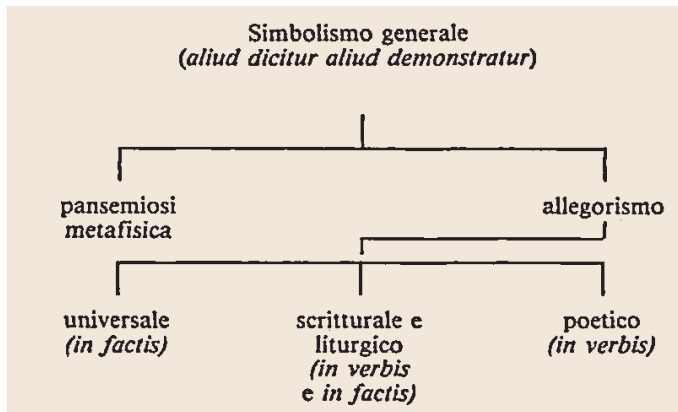 Simbolismo generale
(aliud dicitur aliud demonstratur)
pansemiosi
metafisica
allegorismo
universale
(in factis)
scritturale e
liturgico
(in verbis
e in factis)
poetico
(in verbis)